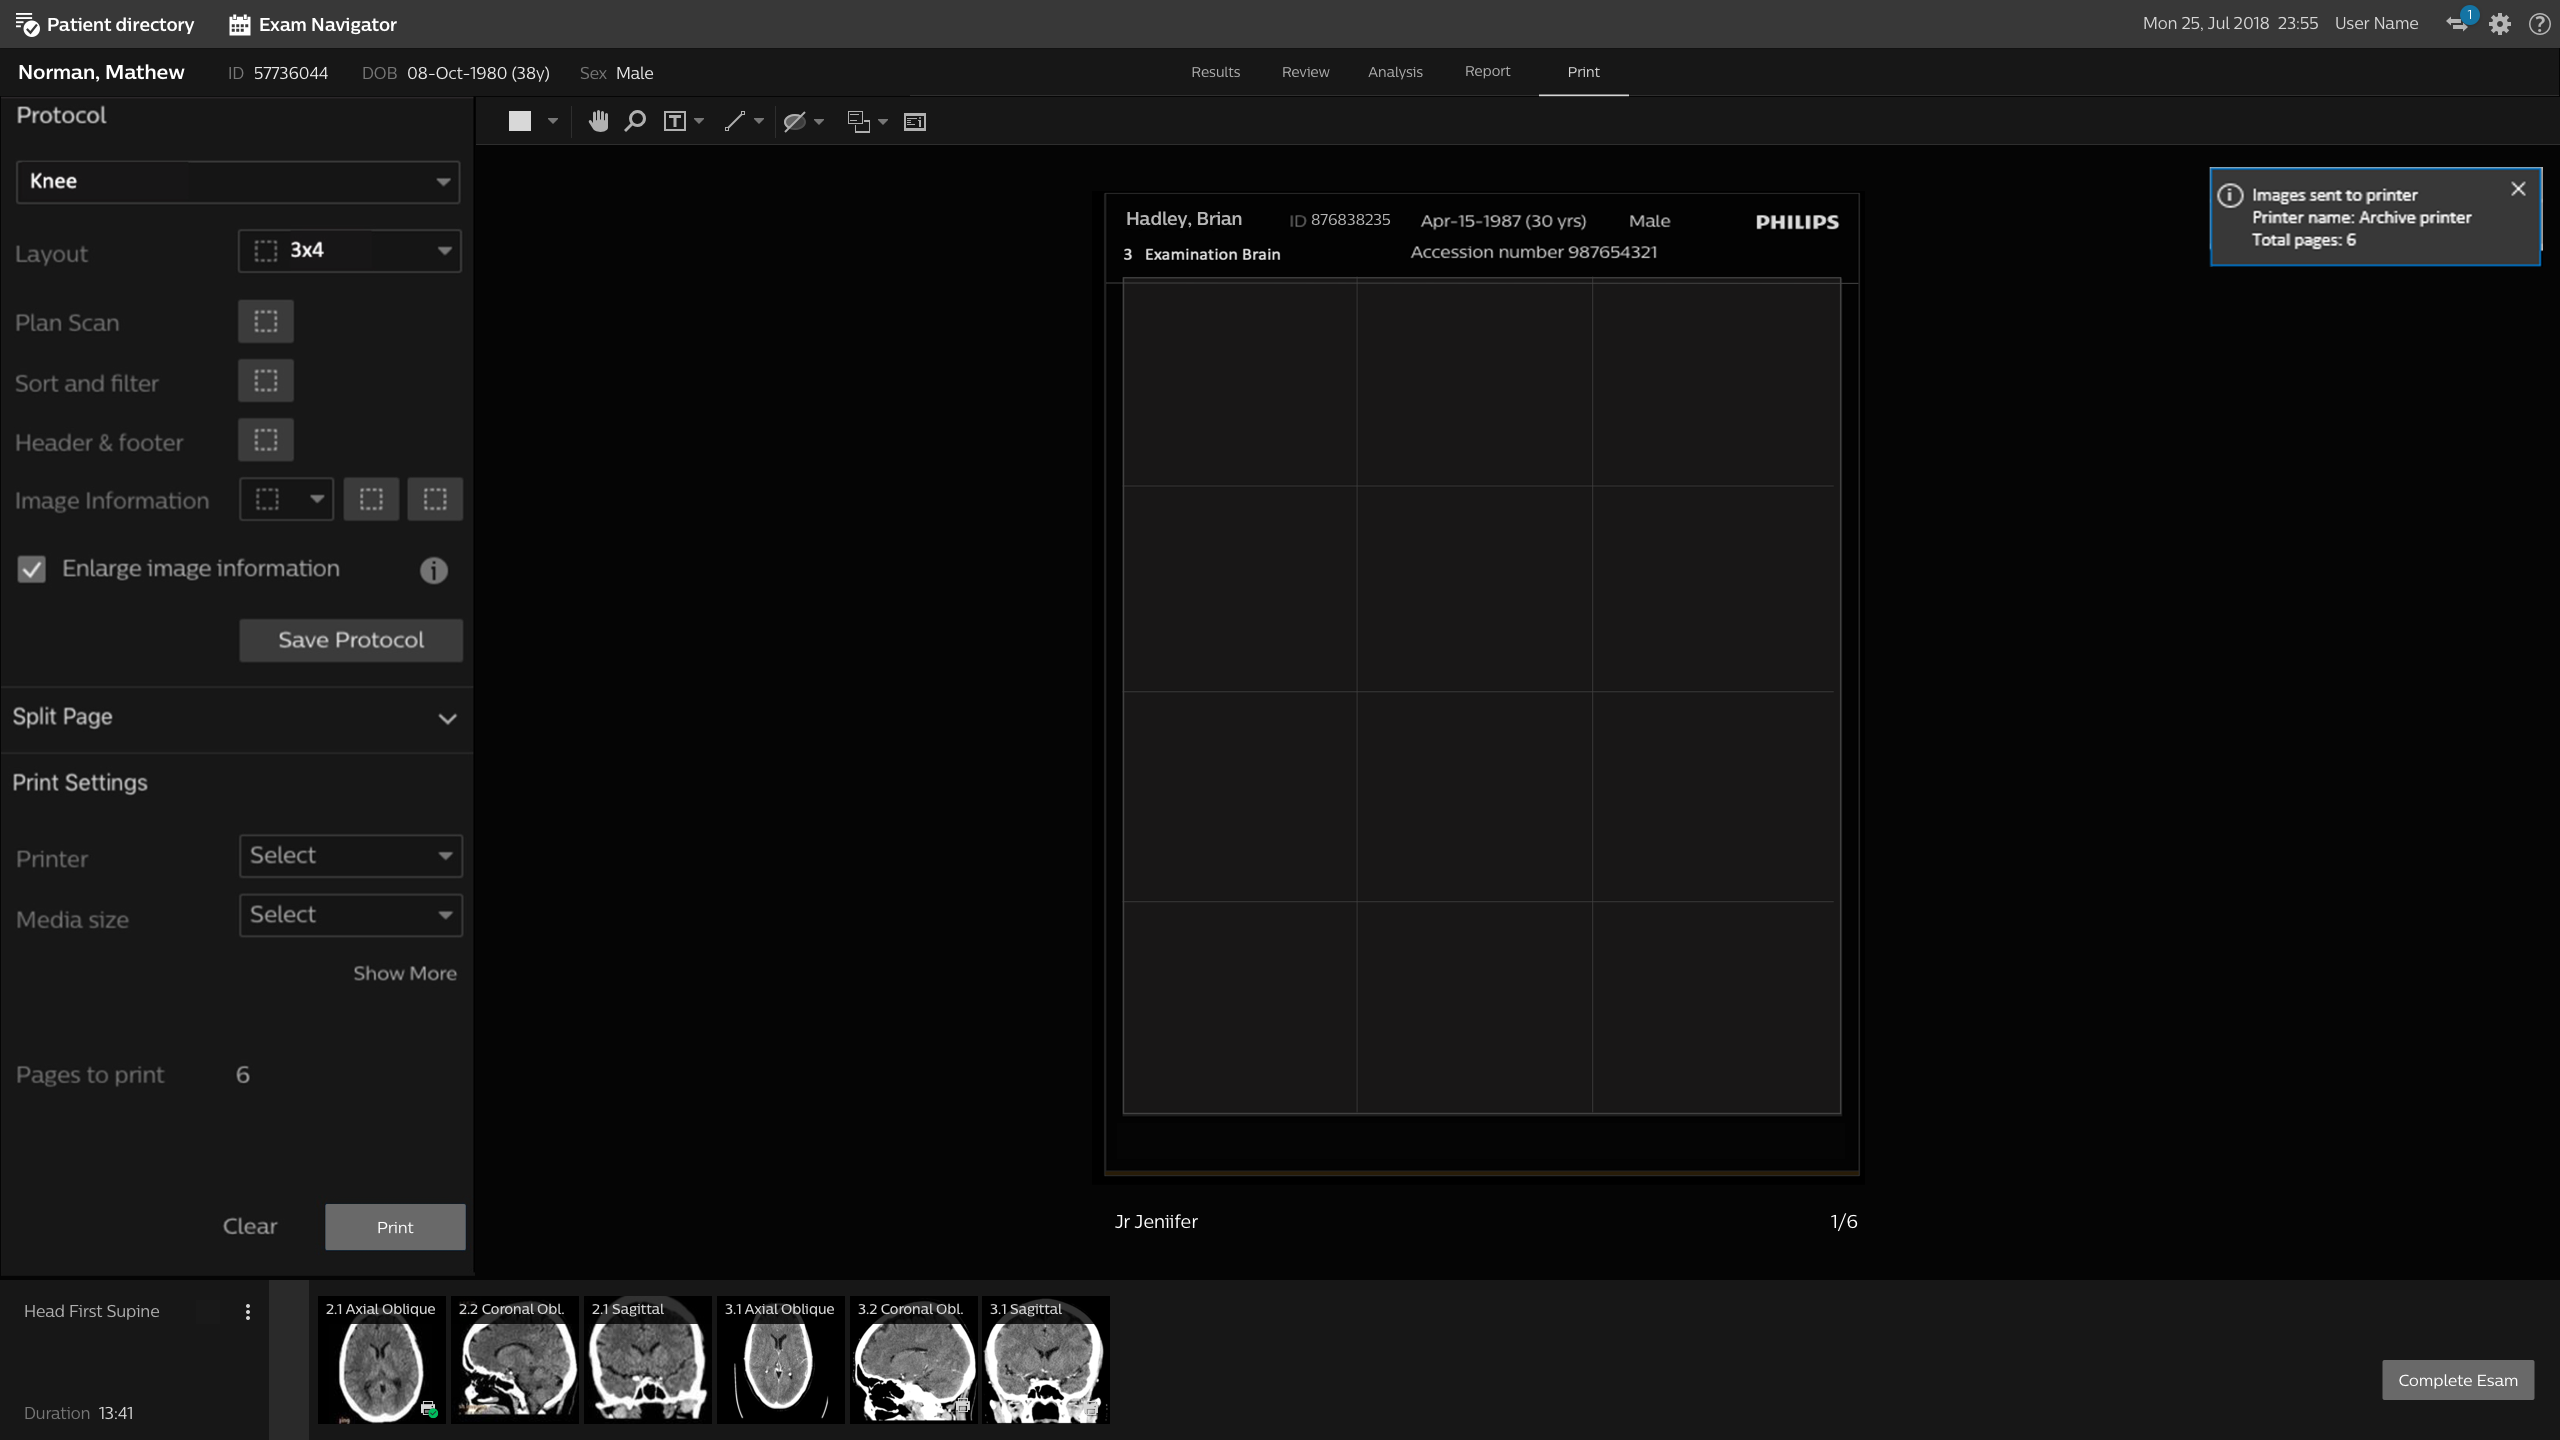 Patient directory
Exam Navigator
Mon 25, Jul 2018 23:55 User Name
1
Norman, Mathew ID 57736044 DOB 08-Oct-1980 (38y) Sex Male
Results Review Analysis Report Print
Protocol
Knee
Layout 3x4
Plan Scan
Sort and filter
Header & footer
Image Information
Enlarge image information
Save Protocol
Split Page
Print Settings
Printer Select
Media size Select
Show More
Pages to print 6
Clear Print
Hadley, Brian ID 876838235 Apr-15-1987 (30 yrs) Male PHILIPS
3 Examination Brain Accession number 987654321
Images sent to printer
Printer name: Archive printer
Total pages: 6
Jr Jeniifer 1/6
Head First Supine
Duration 13:41
2.1 Axial Oblique
2.2 Coronal Obl.
2.1 Sagittal
3.1 Axial Oblique
3.2 Coronal Obl.
3.1 Sagittal
Complete Esam